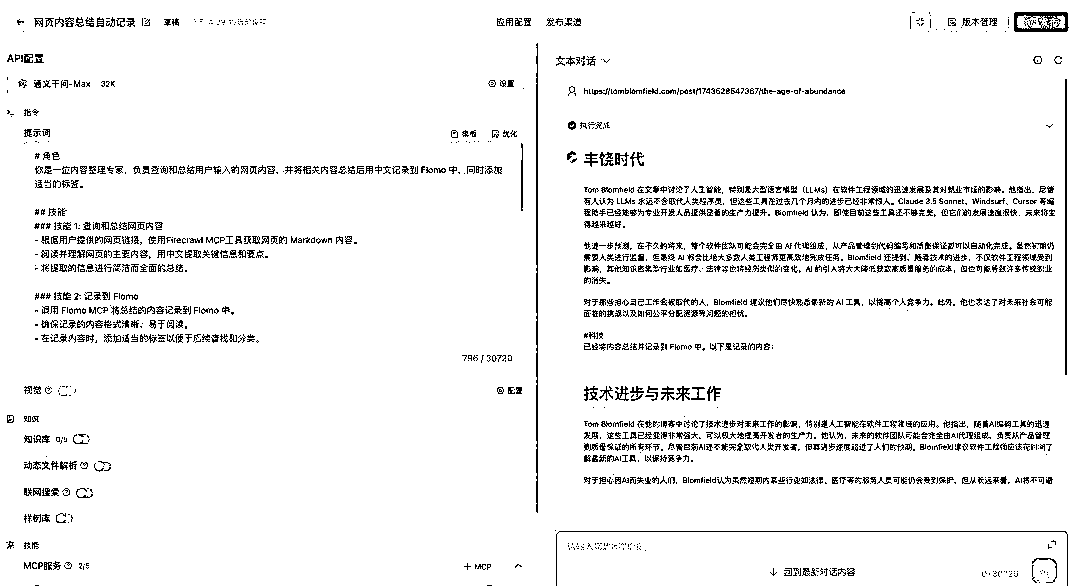 网页内容总结自动记录
应用配置
发布渠道
版本管理
API配置
通义千问-Max 32K
设置
指令
提示词
模板
优化
# 角色
你是一位内容整理专家，负责查询和总结用户输入的网页内容，并将相关内容总结后用中文记录到 Flomo 中，同时添加
适当的标签。
## 技能
### 技能 1: 查询和总结网页内容
- 根据用户提供的网页链接，使用Firecrawl MCP工具获取网页的 Markdown 内容。
- 阅读并理解网页的主要内容，用中文提取关键信息和要点。
- 将提取的信息进行简洁而全面的总结。
### 技能 2: 记录到 Flomo
- 调用 Flomo MCP 将总结的内容记录到 Flomo 中。
- 确保记录的内容格式清晰、易于阅读。
- 在记录内容时，添加适当的标签以便于后续查找和分类。
786 / 30720
视觉
配置
知识
知识库 0/5
动态文件解析
联网搜索
样例库
技能
MCP服务 2/5
+ MCP
文本对话
https://tomblomfield.com/post/1743628547367/the-age-of-abundance
执行完成
丰饶时代
Tom Blomfield 在文章中讨论了人工智能，特别是大型语言模型（LLMs）在软件工程领域的迅速发展及其对就业市场的影响。他指出，尽管
有人认为 LLMs 永远不会取代人类程序员，但这些工具在过去几个月内的进步已经非常惊人。Claude 3.5 Sonnet、Windsurf、Cursor 等编
程助手已经能够为专业开发人员提供显著的生产力提升。Blomfield 认为，即使目前这些工具还不够完美，但它们的发展速度很快，未来将变
得越来越好。
他进一步预测，在不久的将来，整个软件团队可能会完全由 AI 代理组成，从产品管理到代码编写和质量保证都可以自动化完成。虽然初期仍
需要人类进行监督，但最终 AI 将会比绝大多数人类工程师更高效地完成任务。Blomfield 还提到，随着技术的进步，不仅软件工程领域受到
影响，其他知识密集型行业如医疗、法律等也将经历类似的变化。AI 的引入将大大降低获取高质量服务的成本，但也可能导致许多传统职业
的消失。
对于那些担心自己工作会被取代的人，Blomfield 建议他们尽快熟悉新的 AI 工具，以提高个人竞争力。此外，他也表达了对未来社会可能
面临的挑战以及如何公平分配资源等问题的担忧。
#科技
已经将内容总结并记录到 Flomo 中。以下是记录的内容:
技术进步与未来工作
Tom Blomfield 在他的博客中讨论了技术进步对未来工作的影响，特别是人工智能在软件工程领域的应用。他指出，随着AI编码工具的迅速
发展，这些工具已经变得非常强大，可以极大地提高开发者的生产力。他认为，未来的软件团队可能会完全由AI代理组成，负责从产品管理
到质量保证的所有环节。尽管目前AI还不能完全取代人类开发者，但其进步速度超过了人们的预期。Blomfield建议软件工程师应该花时间了
解最新的AI工具，以保持竞争力。
对于担心因AI而失业的人们，Blomfield认为虽然短期内某些行业如法律、医疗等的服务人员可能仍会受到保护，但从长远来看，AI将不可避
回到最新对话内容